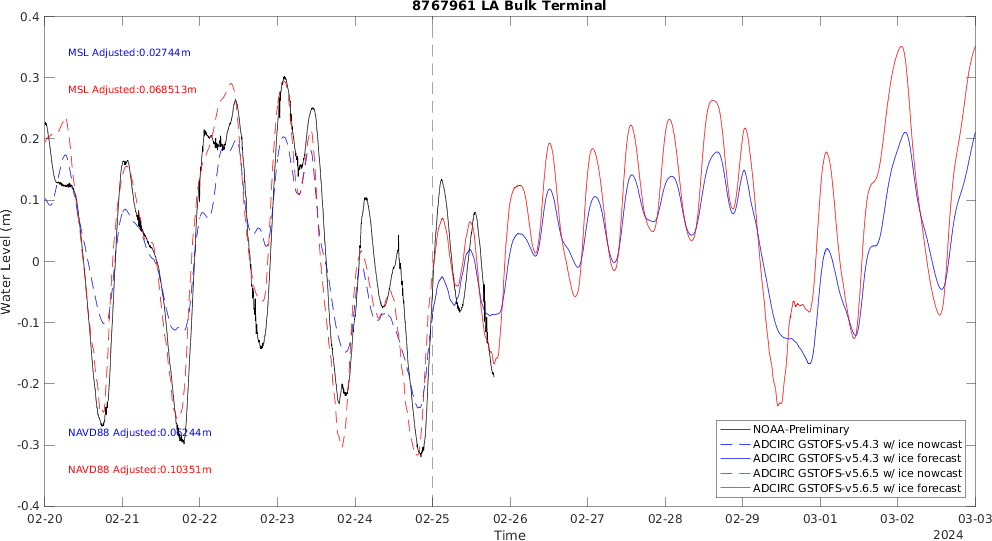 8767961 LA Bulk Terminal
0.4
0.3
0.2
0.1
0
-0.1
-0.2
-0.3
-0.4
Water Level (m)
MSL Adjusted:0.02744m
MSL Adjusted:0.068513m
NAVD88 Adjusted:0.06244m
NAVD88 Adjusted:0.10351m
NOAA-Preliminary
ADCIRC GSTOFS-v5.4.3 w/ ice nowcast
ADCIRC GSTOFS-v5.4.3 w/ ice forecast
ADCIRC GSTOFS-v5.6.5 w/ ice nowcast
ADCIRC GSTOFS-v5.6.5 w/ ice forecast
02-20 02-21 02-22 02-23 02-24 02-25 02-26 02-27 02-28 02-29 03-01 03-02 03-03
Time
2024